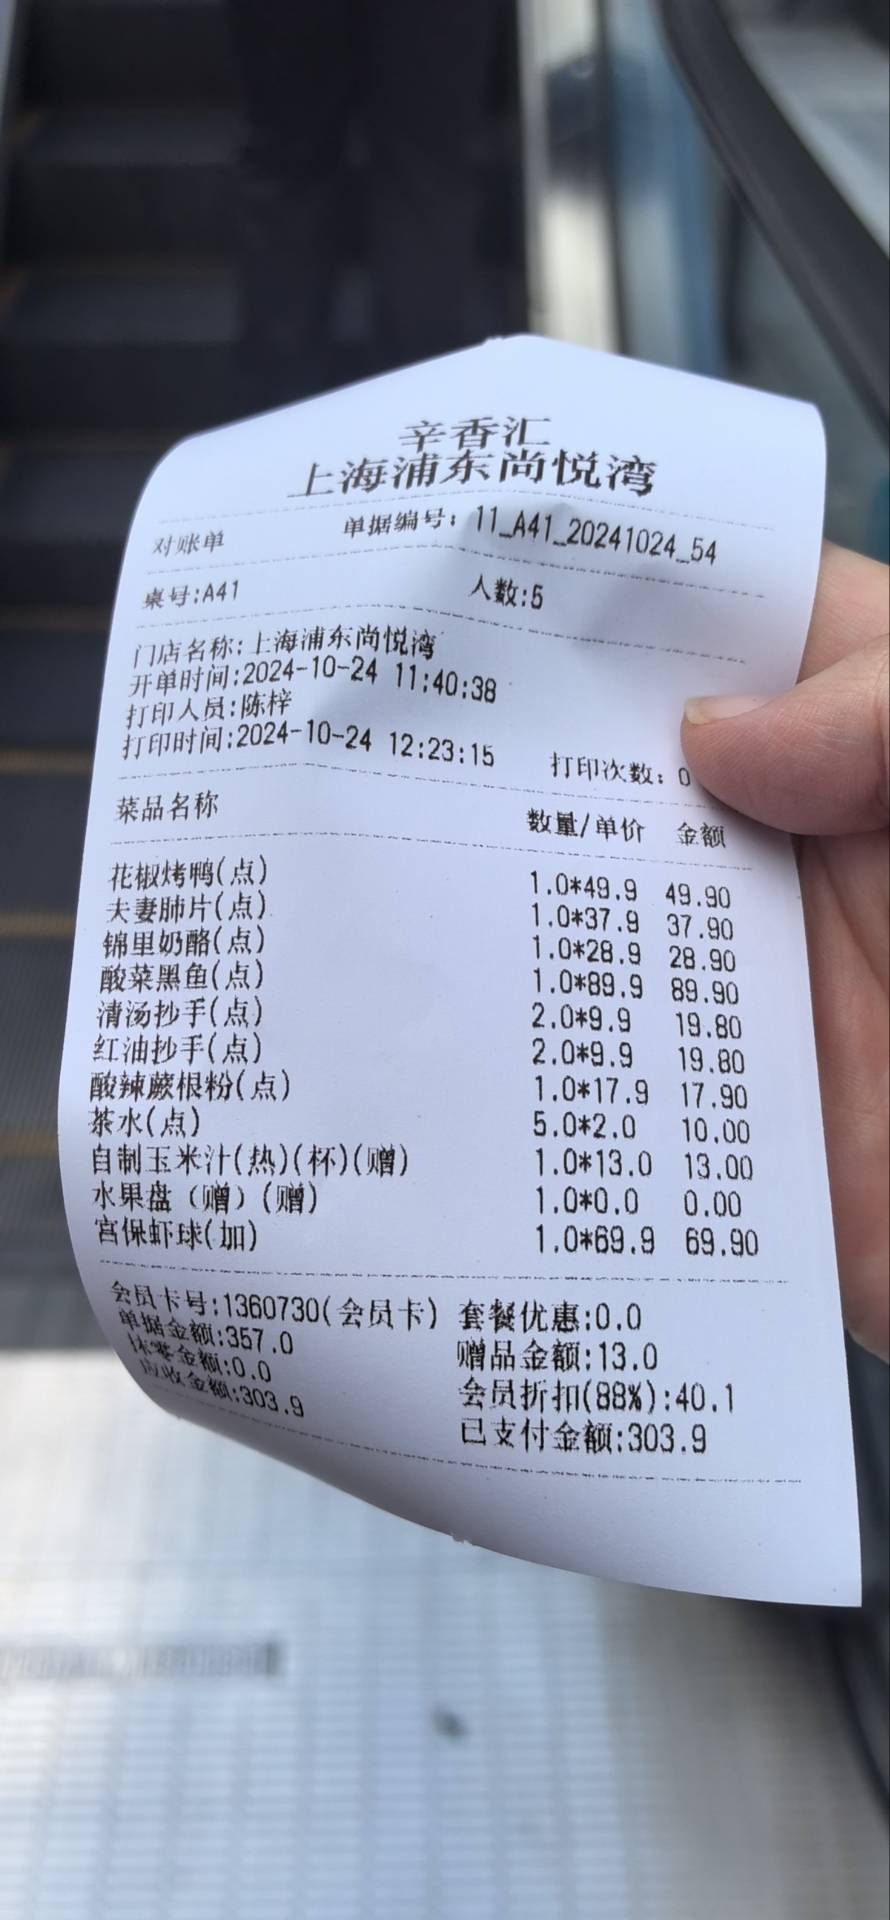 辛香汇
上海浦东尚悦湾
对账单 单据编号: 11_A41_20241024_54
桌号:A41 人数:5
门店名称:上海浦东尚悦湾
开单时间:2024-10-24 11:40:38
打印人员:陈梓
打印时间:2024-10-24 12:23:15 打印次数: 0
菜品名称 数量/单价 金额
花椒烤鸭(点) 1.0*49.9 49.90
夫妻肺片(点) 1.0*37.9 37.90
锦里奶酪(点) 1.0*28.9 28.90
酸菜黑鱼(点) 1.0*89.9 89.90
清汤抄手(点) 2.0*9.9 19.80
红油抄手(点) 2.0*9.9 19.80
酸辣蕨根粉(点) 1.0*17.9 17.90
茶水(点) 5.0*2.0 10.00
自制玉米汁(热)(杯)(赠) 1.0*13.0 13.00
水果盘（赠）(赠) 1.0*0.0 0.00
宫保虾球(加) 1.0*69.9 69.90
会员卡号:1360730(会员卡) 套餐优惠:0.0
单据金额:357.0 赠品金额:13.0
抹零金额:0.0 会员折扣(88%):40.1
应收金额:303.9 已支付金额:303.9